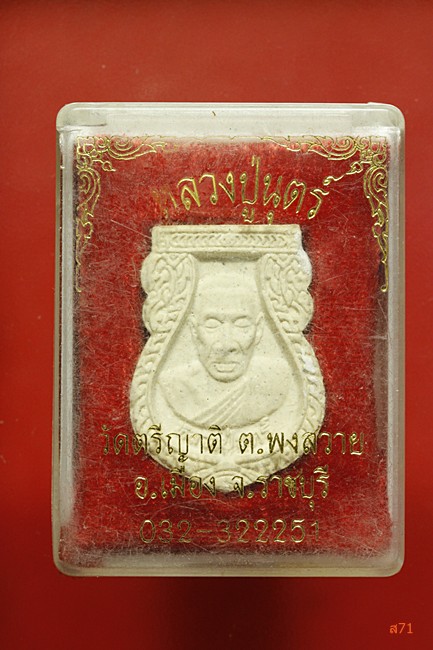 หลวงปู่นุตร์
วัดตรีญาติ ต.พงสวาย
อ.เมือง จ.ราชบุรี
032-322251
ส71